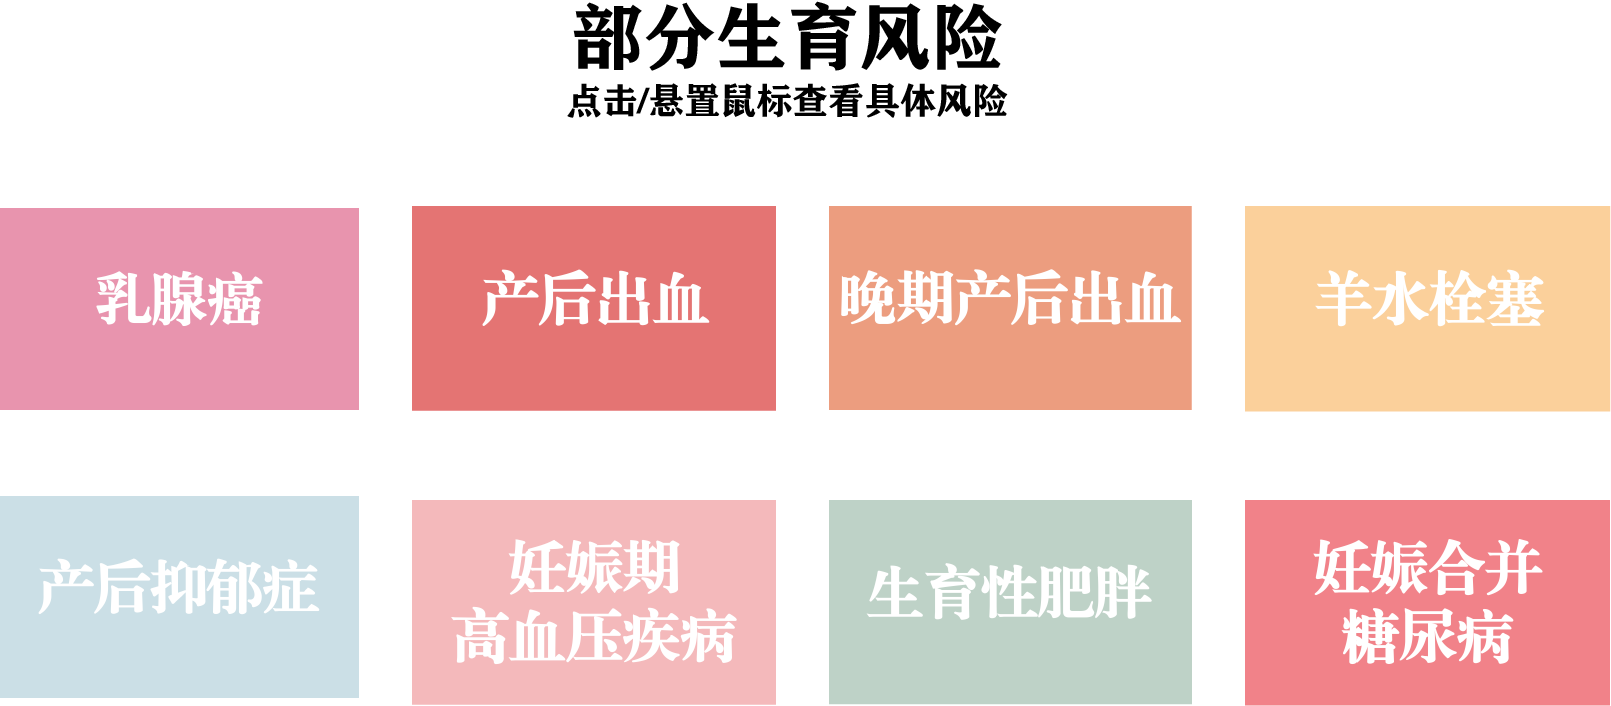 部分生育风险
点击/悬置鼠标查看具体风险
乳腺癌
产后出血
晚期产后出血
羊水栓塞
产后抑郁症
妊娠期
高血压疾病
生育性肥胖
妊娠合并
糖尿病